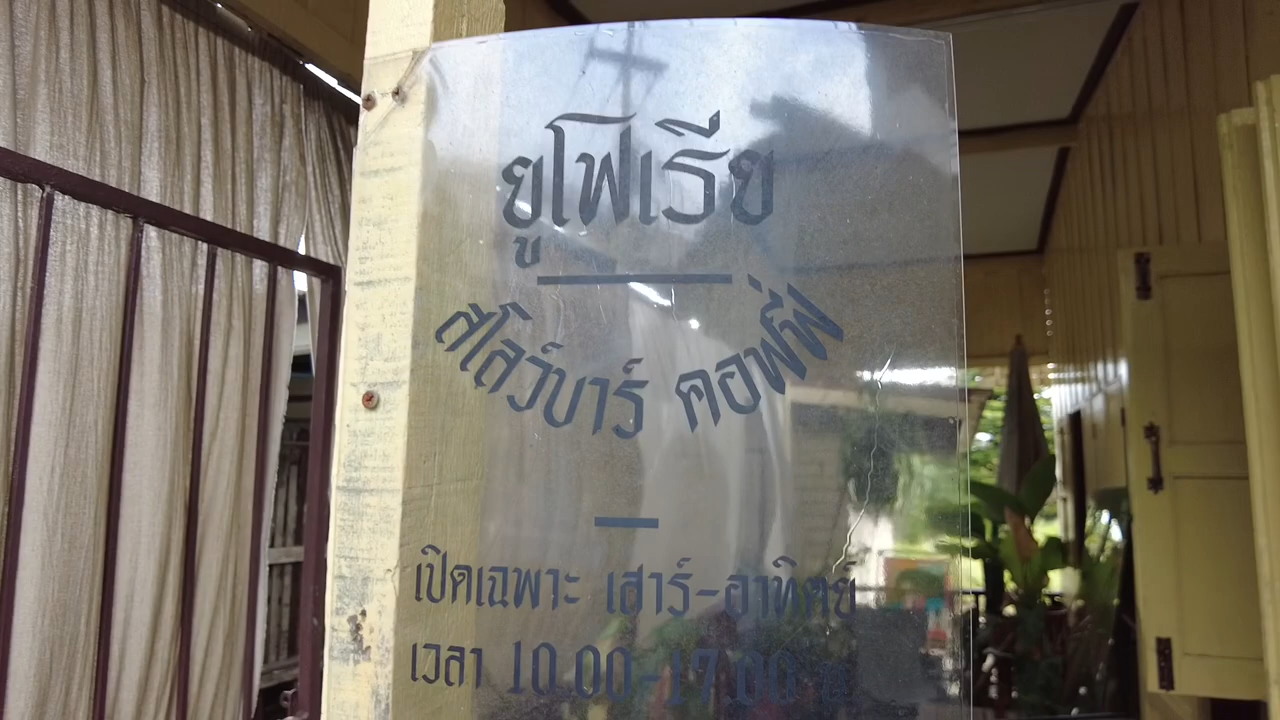 ยูโฟเรีย
สโลว์บาร์ คอฟ์ฟี่
เปิดเฉพาะ เสาร์-อาทิตย์
เวลา 10.00-17.00 น.